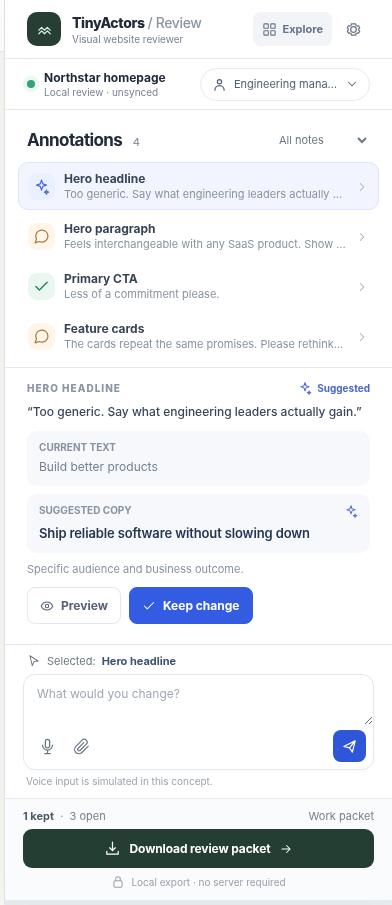 TinyActors / Review
Visual website reviewer
Explore
Northstar homepage
Local review · unsynced
Engineering mana...
Annotations 4
All notes
Hero headline
Too generic. Say what engineering leaders actually ...
Hero paragraph
Feels interchangeable with any SaaS product. Show ...
Primary CTA
Less of a commitment please.
Feature cards
The cards repeat the same promises. Please rethink...
HERO HEADLINE
Suggested
“Too generic. Say what engineering leaders actually gain.”
CURRENT TEXT
Build better products
SUGGESTED COPY
Ship reliable software without slowing down
Specific audience and business outcome.
Preview
Keep change
Selected: Hero headline
What would you change?
Voice input is simulated in this concept.
1 kept · 3 open
Work packet
Download review packet →
Local export · no server required